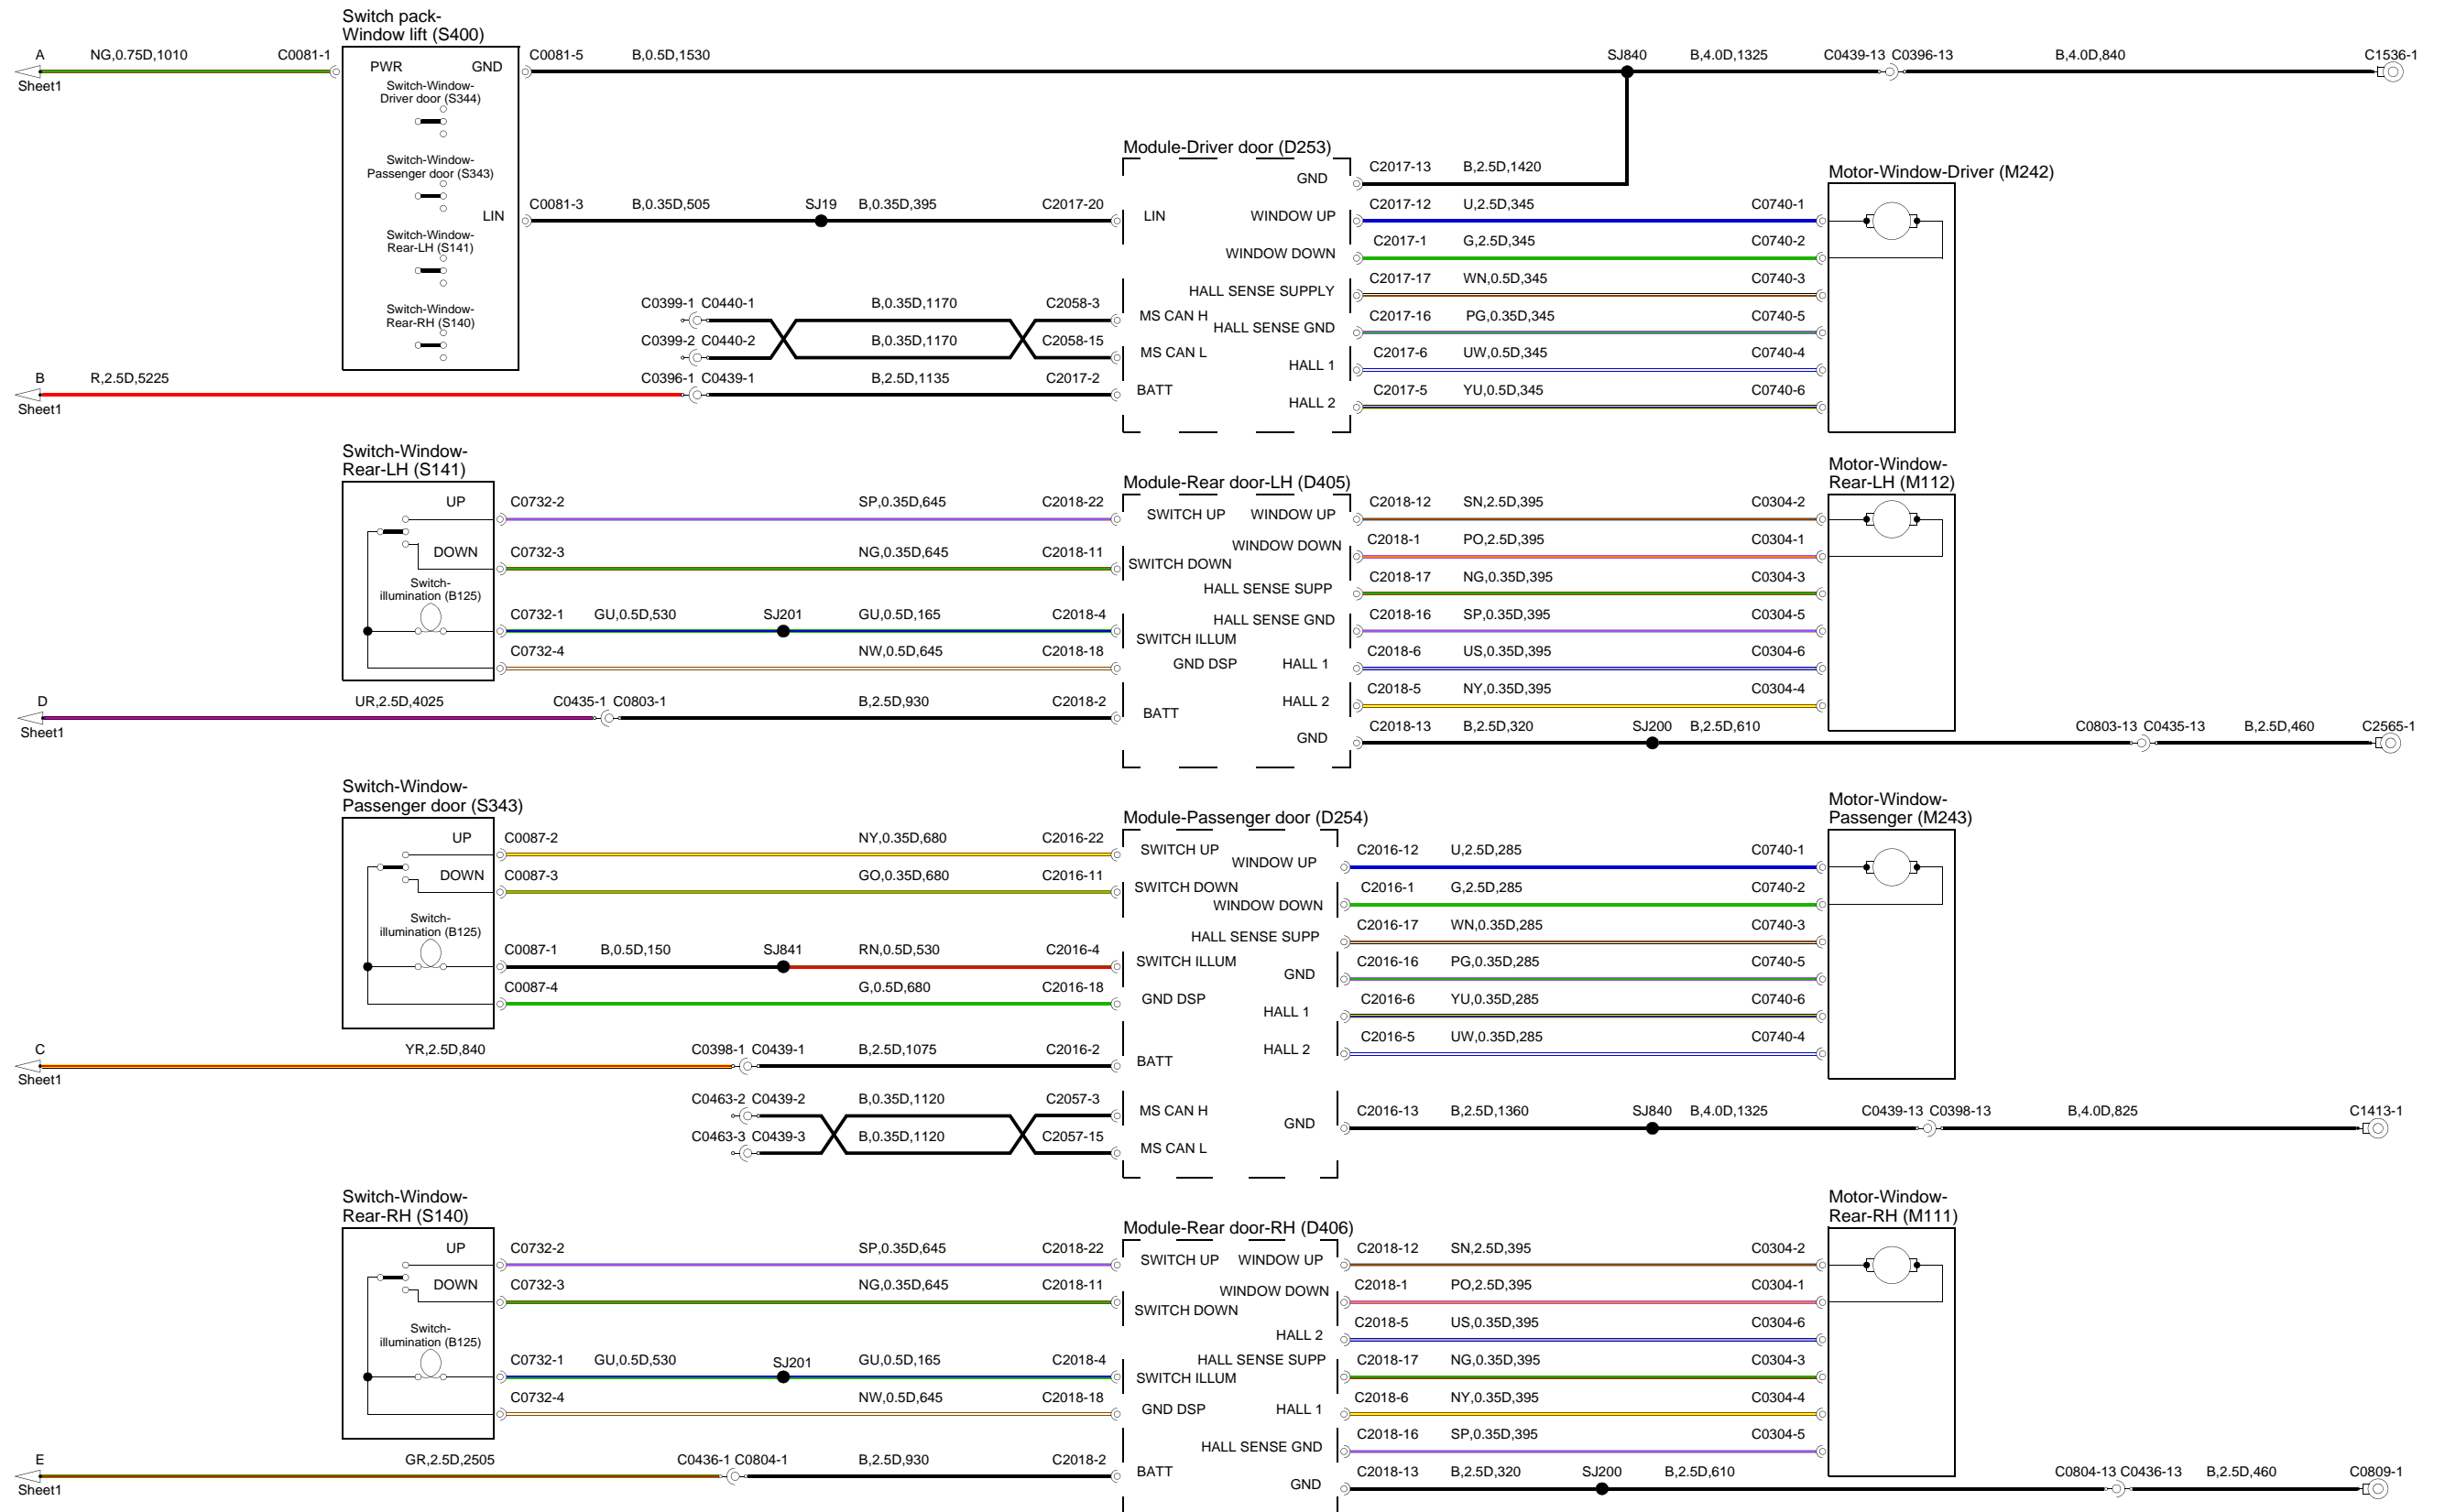 Switch pack-
Window lift (S400)
A
NG,0.75D,1010
C0081-1
Sheet1
PWR
GND
C0081-5
B,0.5D,1530
SJ840
B,4.0D,1325
C0439-13 C0396-13
B,4.0D,840
C1536-1
Switch-Window-
Driver door (S344)
Switch-Window-
Passenger door (S343)
LIN
C0081-3
B,0.35D,505
SJ19
B,0.35D,395
C2017-20
Switch-Window-
Rear-LH (S141)
Switch-Window-
Rear-RH (S140)
C0399-1 C0440-1
B,0.35D,1170
C2058-3
C0399-2 C0440-2
B,0.35D,1170
C2058-15
B
R,2.5D,5225
C0396-1 C0439-1
B,2.5D,1135
C2017-2
Sheet1
Module-Driver door (D253)
GND
LIN
WINDOW UP
WINDOW DOWN
HALL SENSE SUPPLY
MS CAN H
HALL SENSE GND
MS CAN L
HALL 1
BATT
HALL 2
C2017-13
B,2.5D,1420
C2017-12
U,2.5D,345
C0740-1
C2017-1
G,2.5D,345
C0740-2
C2017-17
WN,0.5D,345
C0740-3
C2017-16
PG,0.35D,345
C0740-5
C2017-6
UW,0.5D,345
C0740-4
C2017-5
YU,0.5D,345
C0740-6
Motor-Window-Driver (M242)
Switch-Window-
Rear-LH (S141)
UP
C0732-2
SP,0.35D,645
C2018-22
DOWN
C0732-3
NG,0.35D,645
C2018-11
Switch-
illumination (B125)
C0732-1
GU,0.5D,530
SJ201
GU,0.5D,165
C2018-4
C0732-4
NW,0.5D,645
C2018-18
D
UR,2.5D,4025
C0435-1 C0803-1
B,2.5D,930
C2018-2
Sheet1
Module-Rear door-LH (D405)
SWITCH UP
WINDOW UP
WINDOW DOWN
SWITCH DOWN
HALL SENSE SUPP
HALL SENSE GND
SWITCH ILLUM
GND DSP
HALL 1
HALL 2
BATT
GND
C2018-12
SN,2.5D,395
C0304-2
C2018-1
PO,2.5D,395
C0304-1
C2018-17
NG,0.35D,395
C0304-3
C2018-16
SP,0.35D,395
C0304-5
C2018-6
US,0.35D,395
C0304-6
C2018-5
NY,0.35D,395
C0304-4
C2018-13
B,2.5D,320
SJ200
B,2.5D,610
C0803-13 C0435-13
B,2.5D,460
C2565-1
Motor-Window-
Rear-LH (M112)
Switch-Window-
Passenger door (S343)
UP
C0087-2
NY,0.35D,680
C2016-22
DOWN
C0087-3
GO,0.35D,680
C2016-11
Switch-
illumination (B125)
C0087-1
B,0.5D,150
SJ841
RN,0.5D,530
C2016-4
C0087-4
G,0.5D,680
C2016-18
C
YR,2.5D,840
C0398-1 C0439-1
B,2.5D,1075
C2016-2
Sheet1
C0463-2 C0439-2
B,0.35D,1120
C2057-3
C0463-3 C0439-3
B,0.35D,1120
C2057-15
Module-Passenger door (D254)
SWITCH UP
WINDOW UP
SWITCH DOWN
WINDOW DOWN
HALL SENSE SUPP
SWITCH ILLUM
GND
GND DSP
HALL 1
HALL 2
BATT
MS CAN H
GND
MS CAN L
C2016-12
U,2.5D,285
C0740-1
C2016-1
G,2.5D,285
C0740-2
C2016-17
WN,0.35D,285
C0740-3
C2016-16
PG,0.35D,285
C0740-5
C2016-6
YU,0.35D,285
C0740-6
C2016-5
UW,0.35D,285
C0740-4
C2016-13
B,2.5D,1360
SJ840
B,4.0D,1325
C0439-13 C0398-13
B,4.0D,825
C1413-1
Motor-Window-
Passenger (M243)
Switch-Window-
Rear-RH (S140)
UP
C0732-2
SP,0.35D,645
C2018-22
DOWN
C0732-3
NG,0.35D,645
C2018-11
Switch-
illumination (B125)
C0732-1
GU,0.5D,530
SJ201
GU,0.5D,165
C2018-4
C0732-4
NW,0.5D,645
C2018-18
E
GR,2.5D,2505
C0436-1 C0804-1
B,2.5D,930
C2018-2
Sheet1
Module-Rear door-RH (D406)
SWITCH UP
WINDOW UP
WINDOW DOWN
SWITCH DOWN
HALL 2
HALL SENSE SUPP
SWITCH ILLUM
GND DSP
HALL 1
HALL SENSE GND
BATT
GND
C2018-12
SN,2.5D,395
C0304-2
C2018-1
PO,2.5D,395
C0304-1
C2018-5
US,0.35D,395
C0304-6
C2018-17
NG,0.35D,395
C0304-3
C2018-6
NY,0.35D,395
C0304-4
C2018-16
SP,0.35D,395
C0304-5
C2018-13
B,2.5D,320
SJ200
B,2.5D,610
C0804-13 C0436-13
B,2.5D,460
C0809-1
Motor-Window-
Rear-RH (M111)